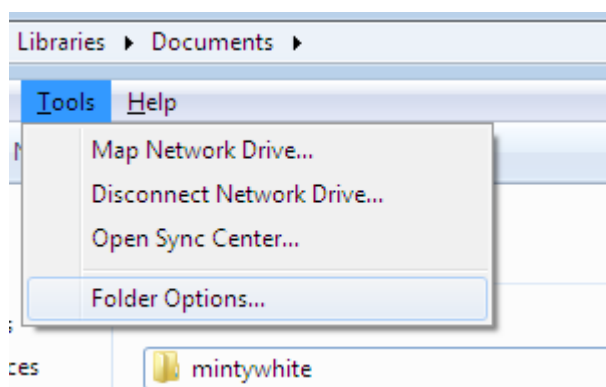 Libraries ▸ Documents ▸
Tools Help
Map Network Drive...
Disconnect Network Drive...
Open Sync Center...
Folder Options...
mintywhite